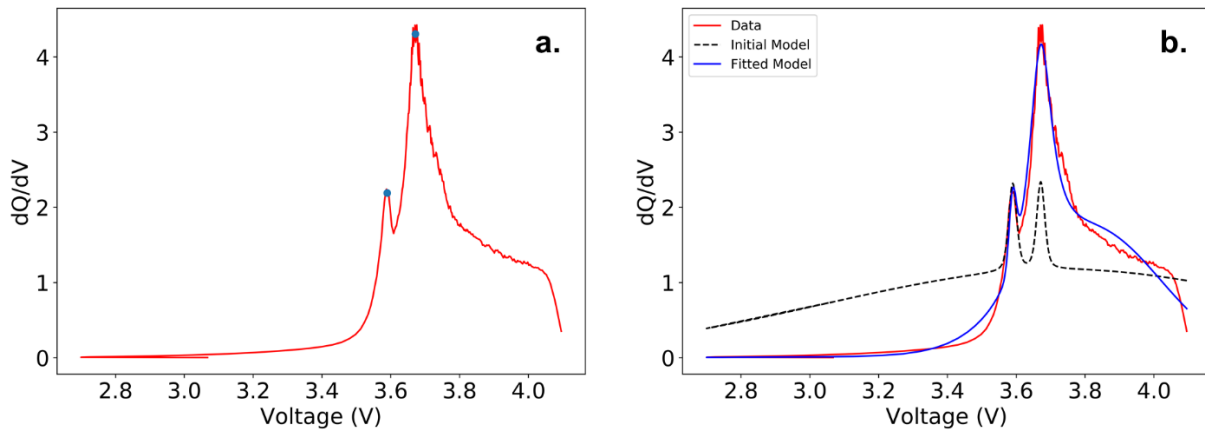 a.
4
3
2
1
0
dQ/dV
2.8 3.0 3.2 3.4 3.6 3.8 4.0
Voltage (V)
b.
Data
Initial Model
Fitted Model
4
3
2
1
0
dQ/dV
2.8 3.0 3.2 3.4 3.6 3.8 4.0
Voltage (V)